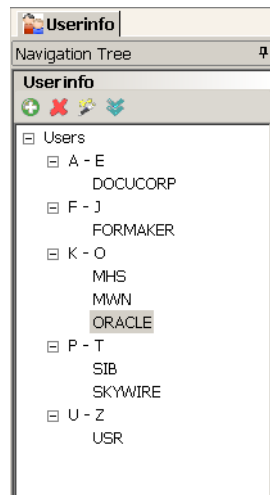 Userinfo
Navigation Tree
Userinfo
Users
A - E
DOCUCORP
F - J
FORMAKER
K - O
MHS
MWN
ORACLE
P - T
SIB
SKYWIRE
U - Z
USR